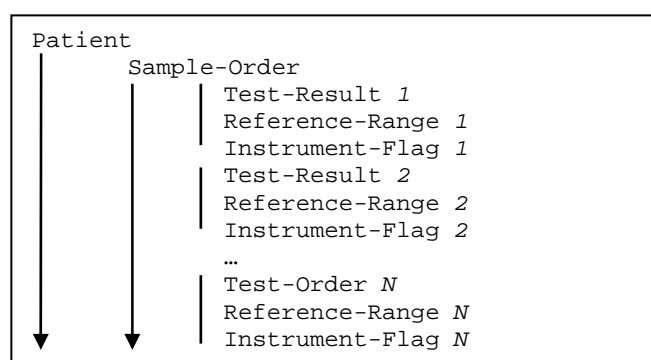 Patient
Sample-Order
Test-Result 1
Reference-Range 1
Instrument-Flag 1
Test-Result 2
Reference-Range 2
Instrument-Flag 2
…
Test-Order N
Reference-Range N
Instrument-Flag N